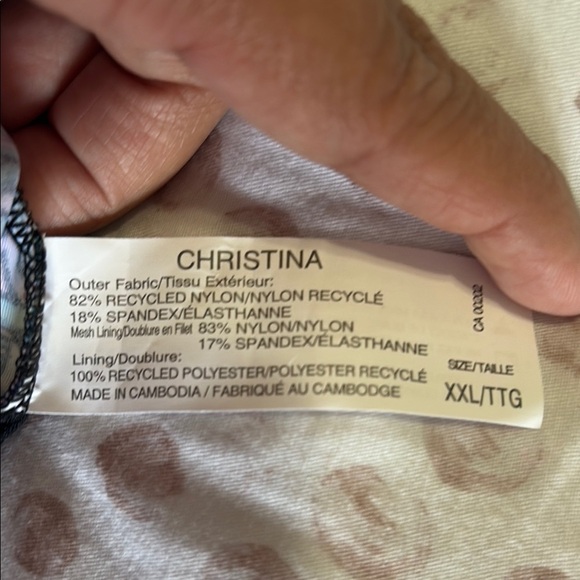 CHRISTINA
Outer Fabric/Tissu Extérieur:
82% RECYCLED NYLON/NYLON RECYCLÉ
18% SPANDEX/ÉLASTHANNE
Mesh Lining/Doublure en Filet 83% NYLON/NYLON
17% SPANDEX/ÉLASTHANNE
Lining/Doublure:
100% RECYCLED POLYESTER/POLYESTER RECYCLÉ
MADE IN CAMBODIA / FABRIQUÉ AU CAMBODGE
SIZE/TAILLE
XXL/TTG
CA 00202